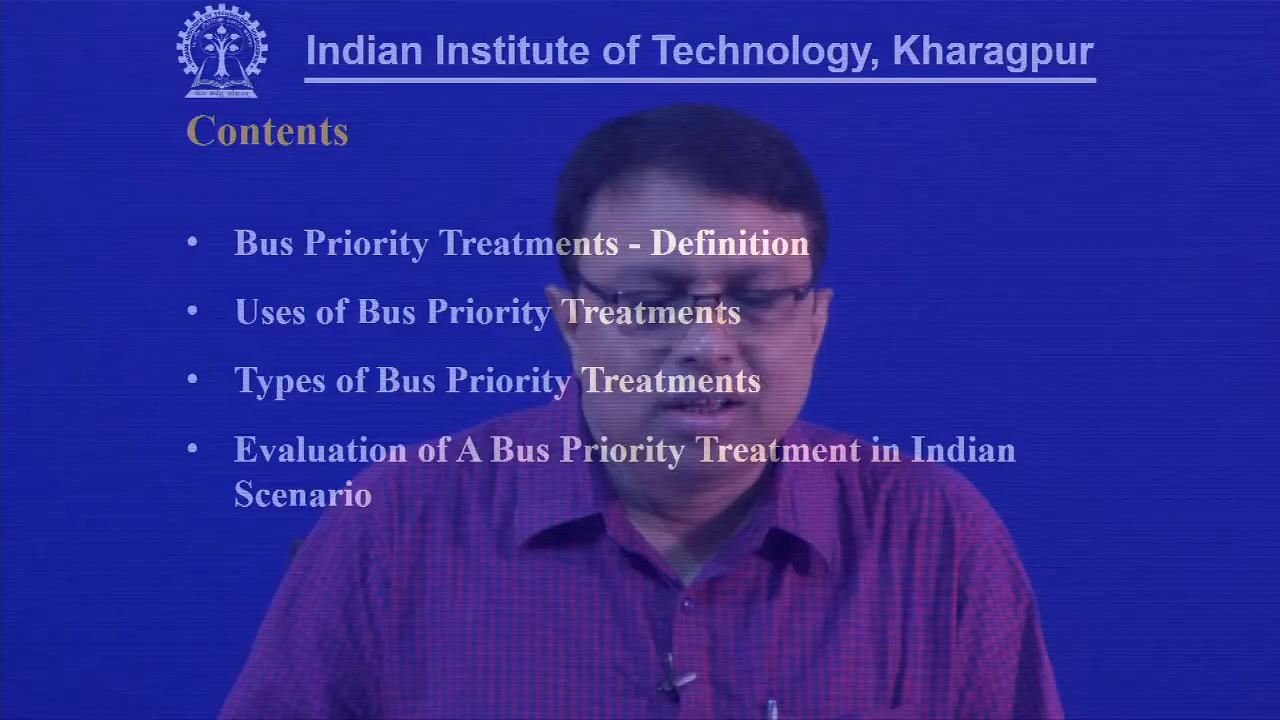 Indian Institute of Technology, Kharagpur
Contents
• Bus Priority Treatments - Definition
• Uses of Bus Priority Treatments
• Types of Bus Priority Treatments
• Evaluation of A Bus Priority Treatment in Indian
Scenario